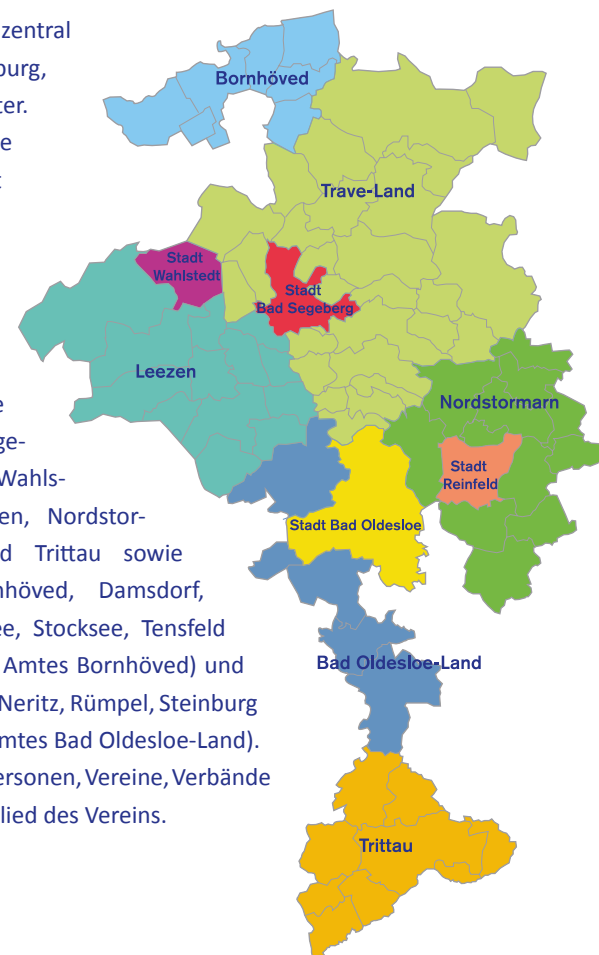 zentral
burg,
ter.
e
t
e
ge-
Wahls-
en, Nordstor-
d Trittau sowie
nhöved, Damsdorf,
ee, Stocksee, Tensfeld
Amtes Bornhöved) und
Neritz, Rümpel, Steinburg
mtes Bad Oldesloe-Land).
ersonen, Vereine, Verbände
lied des Vereins.
Bornhöved
Trave-Land
Stadt
Wahlstedt
Stadt
Bad Segeberg
Leezen
Nordstormarn
Stadt
Reinfeld
Stadt Bad Oldesloe
Bad Oldesloe-Land
Trittau